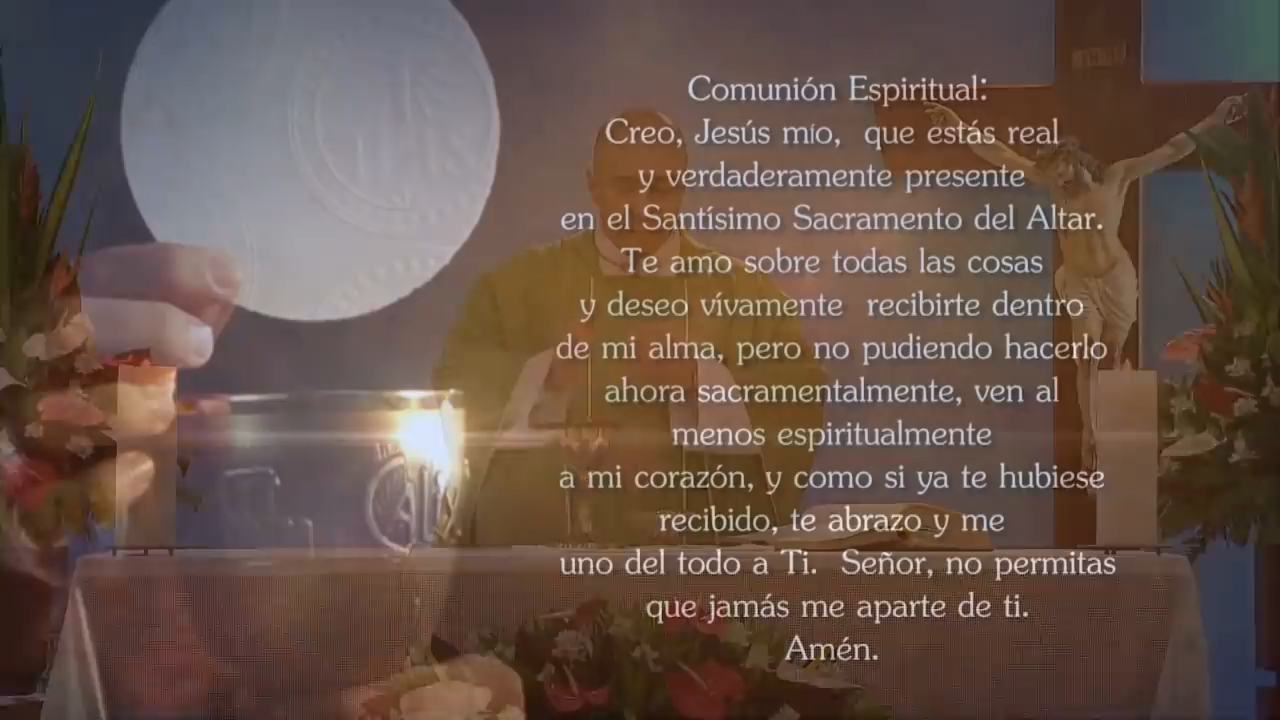 Comunión Espiritual:
Creo, Jesús mío, que estás real
y verdaderamente presente
en el Santísimo Sacramento del Altar.
Te amo sobre todas las cosas
y deseo vívamente recibirte dentro
de mi alma, pero no pudiendo hacerlo
ahora sacramentalmente, ven al
menos espiritualmente
a mi corazón, y como si ya te hubiese
recibido, te abrazo y me
uno del todo a Ti. Señor, no permitas
que jamás me aparte de ti.
Amén.